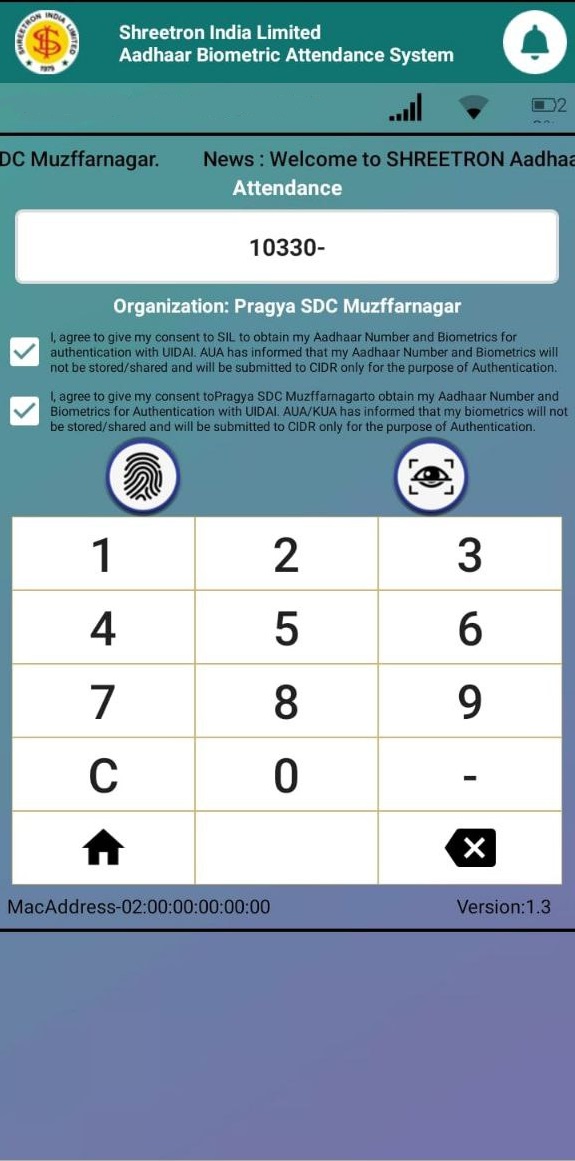 SHREETRON INDIA LIMITED
1979
Shreetron India Limited
Aadhaar Biometric Attendance System
2
DC Muzffarnagar. News : Welcome to SHREETRON Aadhaa
Attendance
10330-
Organization: Pragya SDC Muzffarnagar
I, agree to give my consent to SIL to obtain my Aadhaar Number and Biometrics for
authentication with UIDAI. AUA has informed that my Aadhaar Number and Biometrics will
not be stored/shared and will be submitted to CIDR only for the purpose of Authentication.
I, agree to give my consent toPragya SDC Muzffarnagarto obtain my Aadhaar Number and
Biometrics for Authentication with UIDAI. AUA/KUA has informed that my biometrics will not
be stored/shared and will be submitted to CIDR only for the purpose of Authentication.
1 2 3
4 5 6
7 8 9
C 0 -
MacAddress-02:00:00:00:00:00 Version:1.3